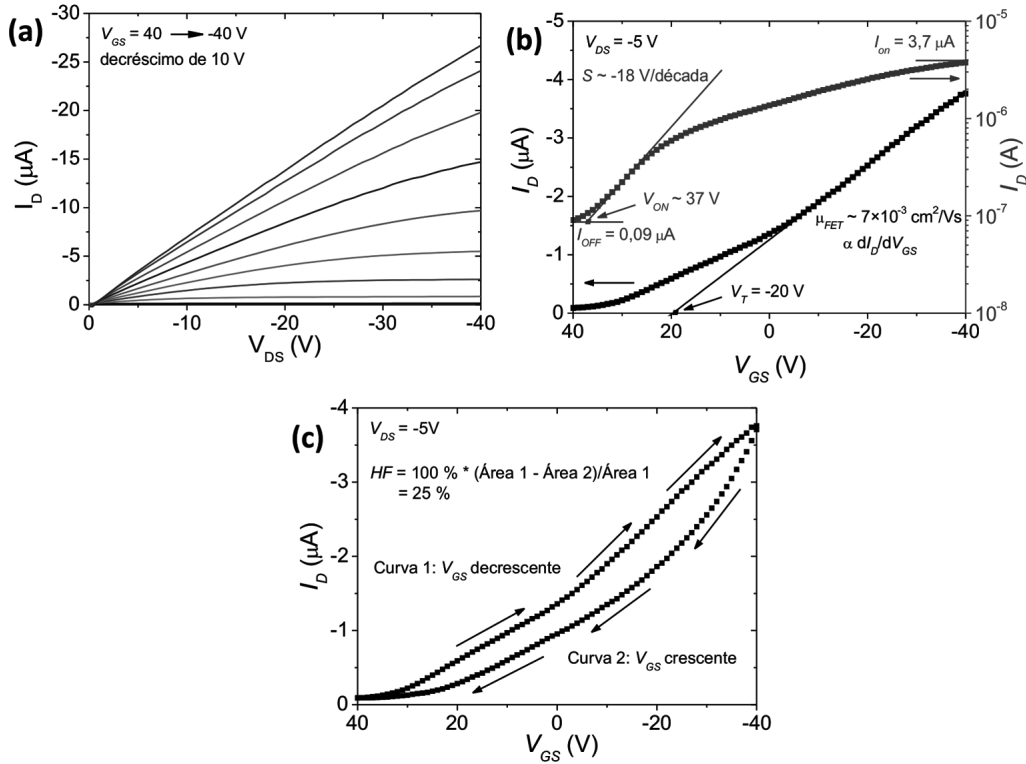 (a)
V_GS = 40 → -40 V
decréscimo de 10 V
I_D (μA)
-30
-25
-20
-15
-10
-5
0
0
-10
-20
-30
-40
V_DS (V)
(b)
V_DS = -5 V
I_on = 3,7 μA
S ~ -18 V/década
V_ON ~ 37 V
I_OFF = 0,09 μA
μ_FET ~ 7×10⁻³ cm²/Vs
α dI_D/dV_GS
V_T = -20 V
I_D (μA)
-5
-4
-3
-2
-1
0
10⁻⁵
10⁻⁶
10⁻⁷
10⁻⁸
I_D (A)
40
20
0
-20
-40
V_GS (V)
(c)
V_DS = -5V
HF = 100 % * (Área 1 - Área 2)/Área 1
= 25 %
Curva 1: V_GS decrescente
Curva 2: V_GS crescente
I_D (μA)
-4
-3
-2
-1
0
40
20
0
-20
-40
V_GS (V)